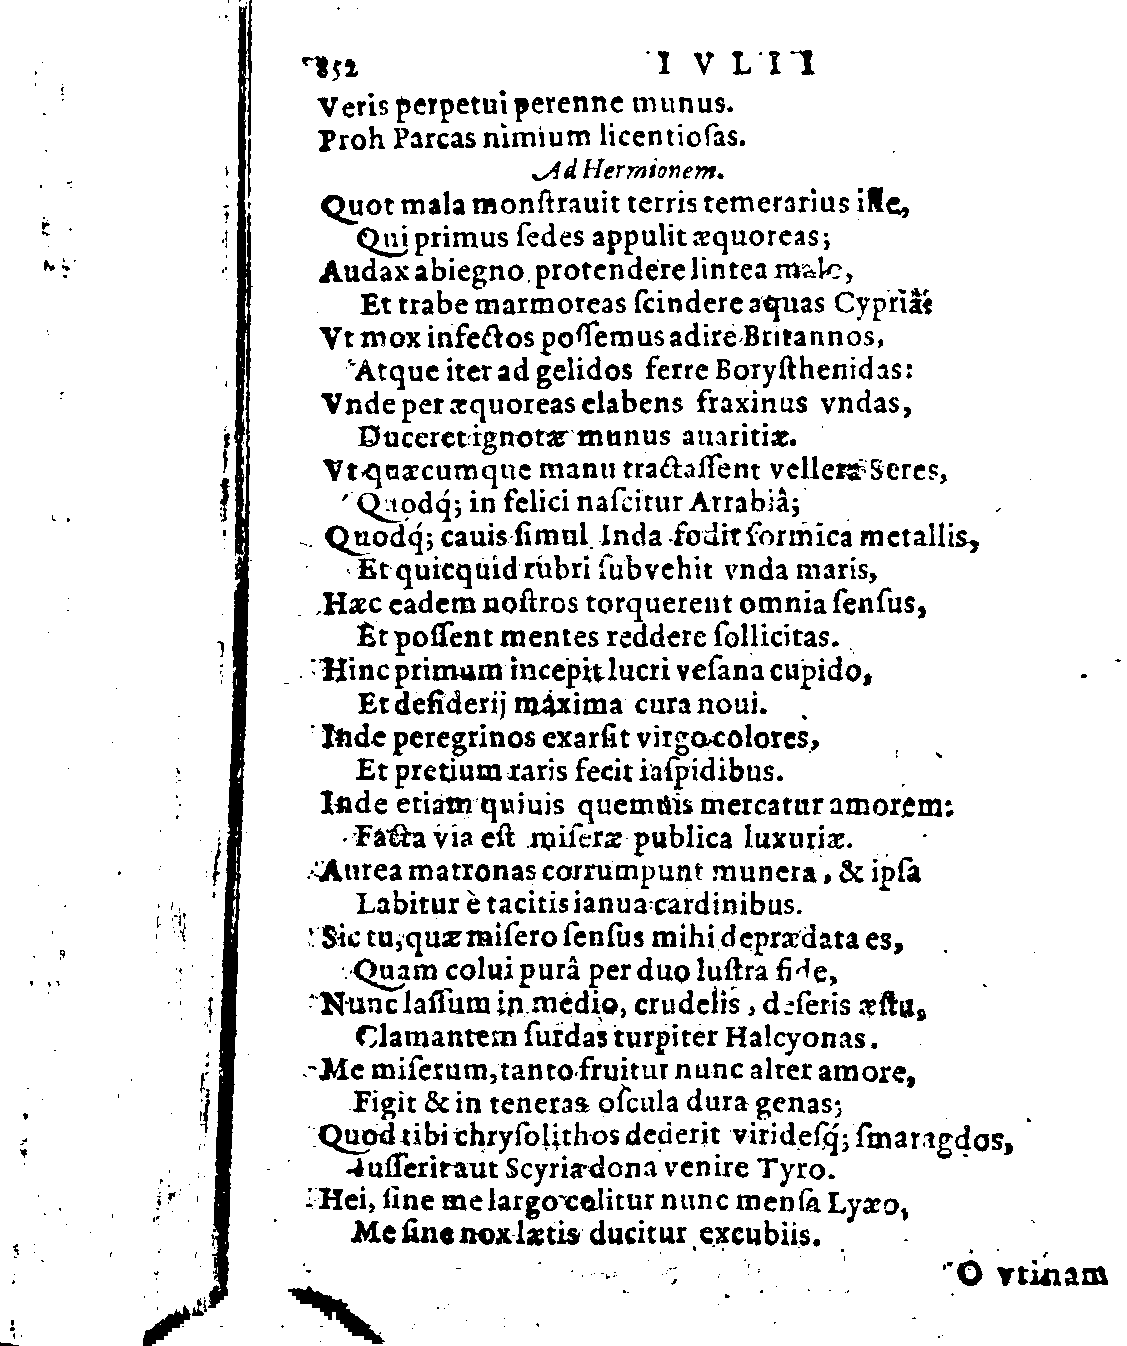 852 IVLII
Veris perpetui perenne munus.
Proh Parcas nimium licentioſas.
Ad Hermionem.
Quot mala monſtrauit terris temerarius ille,
Qui primus ſedes appulit æquoreas;
Audax abiegno protendere lintea malo,
Et trabe marmoreas ſcindere aquas Cypriâ:
Vt mox infectos poſſemus adire Britannos,
Atque iter ad gelidos ferre Boryſthenidas:
Vnde per æquoreas elabens fraxinus vndas,
Duceret ignotæ munus auaritiæ.
Vt quæcumque manu tractaſſent vellera Seres,
Quodq́; in felici naſcitur Arrabiâ;
Quodq́; cauis ſimul Inda fodit formica metallis,
Et quicquid rubri ſubvehit vnda maris,
Hæc eadem noſtros torquerent omnia ſenſus,
Et poſſent mentes reddere ſollicitas.
Hinc primum incepit lucri veſana cupido,
Et deſiderij maxima cura noui.
Inde peregrinos exarſit virgo colores,
Et pretium raris fecit iaſpidibus.
Inde etiam quiuis quemuis mercatur amorem:
Facta via eſt miſeræ publica luxuriæ.
Aurea matronas corrumpunt munera, & ipſa
Labitur è tacitis ianua cardinibus.
Sic tu, quæ miſero ſenſus mihi deprædata es,
Quam colui purâ per duo luſtra fide,
Nunc laſſum in medio, crudelis, deſeris æſtu,
Clamantem ſurdas turpiter Halcyonas.
Me miſerum, tanto fruitur nunc alter amore,
Figit & in teneras oſcula dura genas;
Quod tibi chryſolithos dederit virideſq́; ſmaragdos,
Iuſſerit aut Scyria dona venire Tyro.
Hei, ſine me largo colitur nunc menſa Lyæo,
Me ſine nox lætis ducitur excubiis.
O vtinam